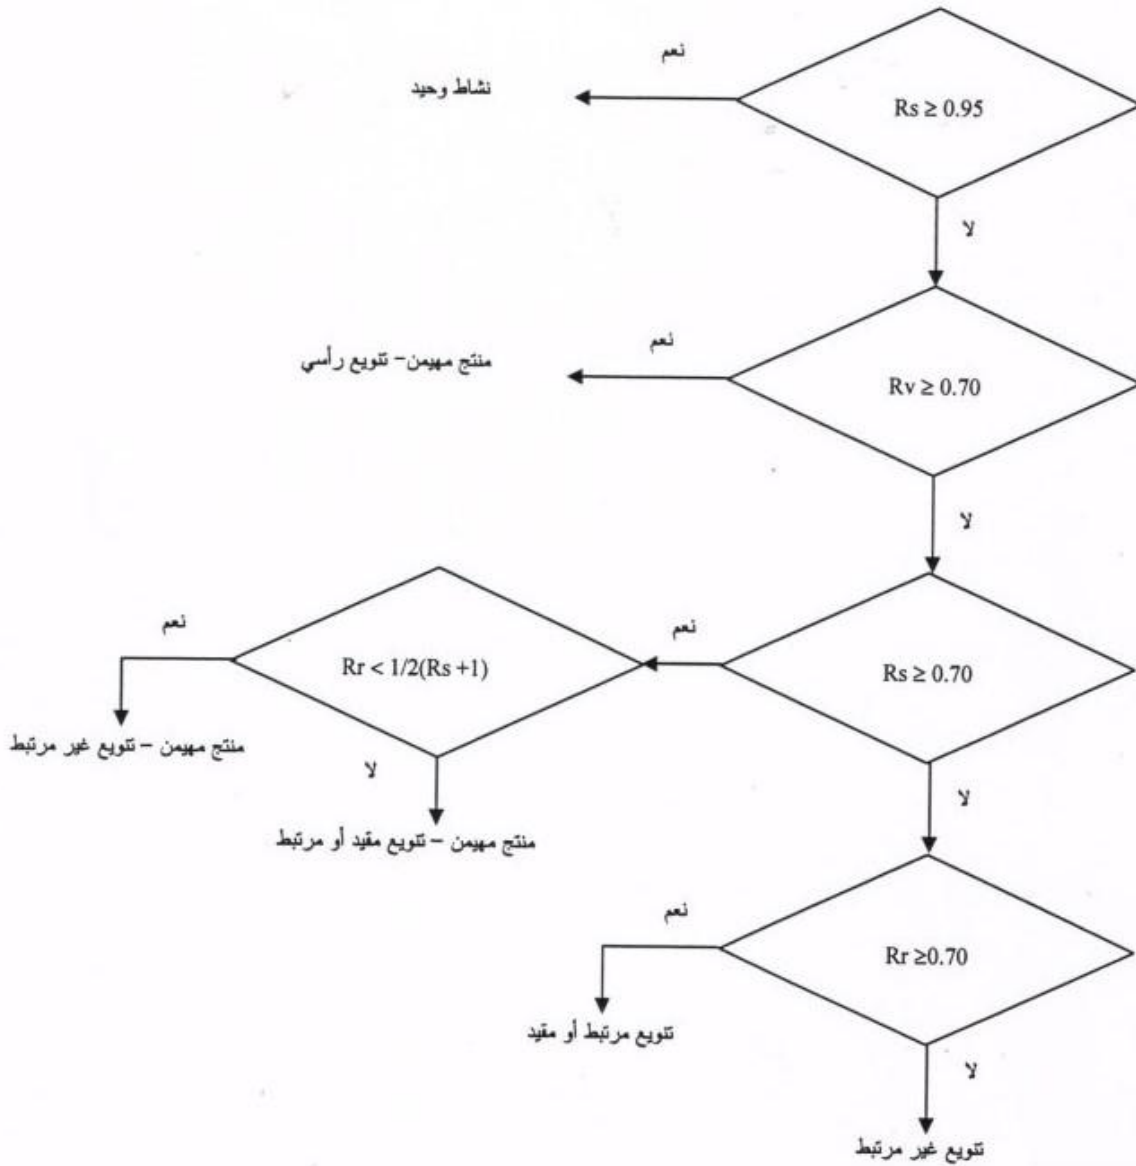 Rs ≥ 0.95
نعم
نشاط وحيد
لا
Rv ≥ 0.70
نعم
منتج مهيمن – تنويع رأسي
لا
Rs ≥ 0.70
نعم
Rr < 1/2(Rs +1)
نعم
منتج مهيمن – تنويع غير مرتبط
لا
منتج مهيمن – تنويع مقيد أو مرتبط
لا
Rr ≥0.70
نعم
تنويع مرتبط أو مقيد
لا
تنويع غير مرتبط